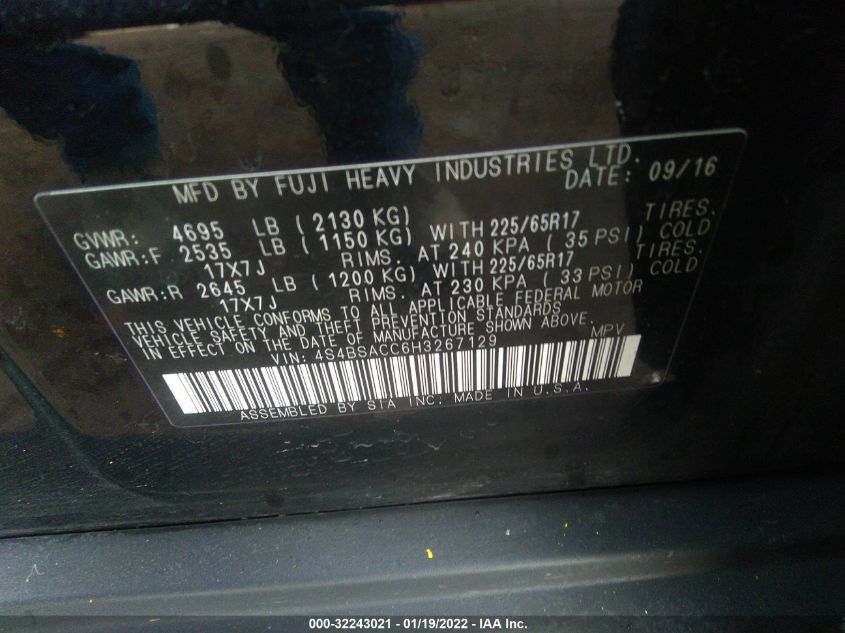 MFD BY FUJI HEAVY INDUSTRIES LTD.
DATE: 09/16
GVWR: 4695 LB ( 2130 KG)
GAWR:F 2535 LB ( 1150 KG) WITH 225/65R17 TIRES.
17X7J RIMS. AT 240 KPA ( 35 PSI) COLD
GAWR:R 2645 LB ( 1200 KG) WITH 225/65R17 TIRES.
17X7J RIMS. AT 230 KPA ( 33 PSI) COLD
THIS VEHICLE CONFORMS TO ALL APPLICABLE FEDERAL MOTOR
VEHICLE SAFETY AND THEFT PREVENTION STANDARDS
IN EFFECT ON THE DATE OF MANUFACTURE SHOWN ABOVE.
VIN: 4S4BSACC6H3267129 MPV
ASSEMBLED BY SIA INC: MADE IN U.S.A.
000-32243021 - 01/19/2022 - IAA Inc.